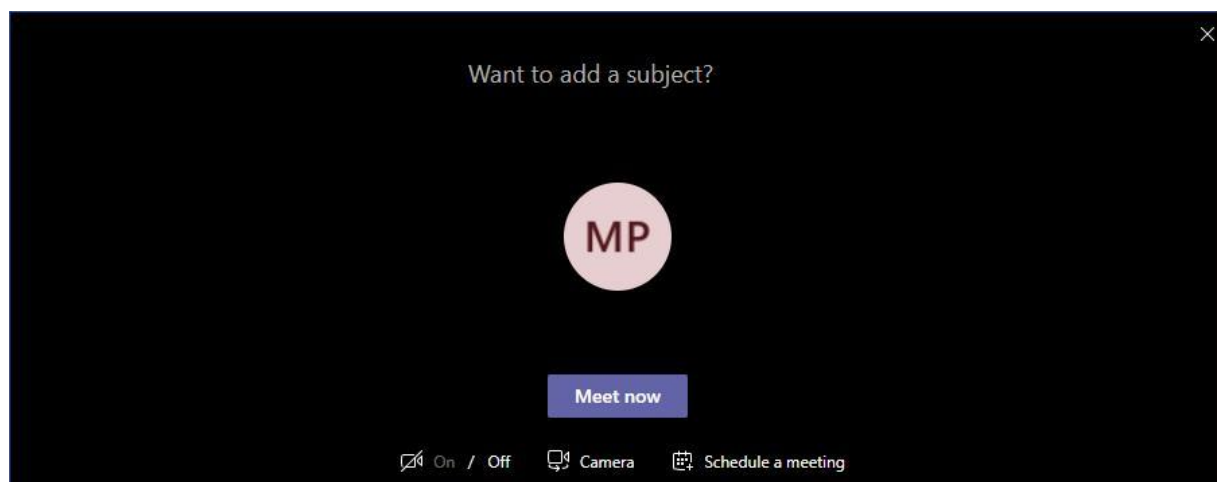 Want to add a subject?
MP
Meet now
On / Off Camera Schedule a meeting